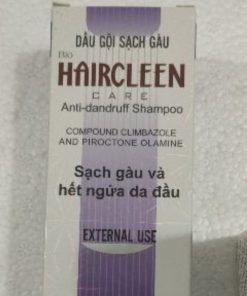 DẦU GỘI SẠCH GẦU
Bio
HAIRCLEEN
CARE
Anti-dandruff Shampoo
COMPOUND CLIMBAZOLE
AND PIROCTONE OLAMINE
Sạch gàu và
hết ngứa da đầu
EXTERNAL USE